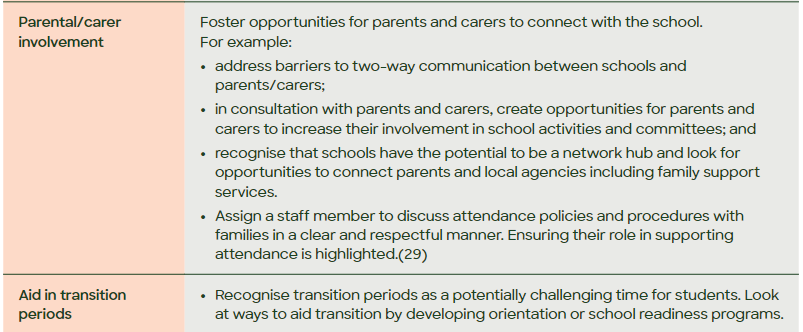 Parental/carer
involvement
Foster opportunities for parents and carers to connect with the school.
For example:
• address barriers to two-way communication between schools and
parents/carers;
• in consultation with parents and carers, create opportunities for parents and
carers to increase their involvement in school activities and committees; and
• recognise that schools have the potential to be a network hub and look for
opportunities to connect parents and local agencies including family support
services.
• Assign a staff member to discuss attendance policies and procedures with
families in a clear and respectful manner. Ensuring their role in supporting
attendance is highlighted.(29)
Aid in transition
periods
• Recognise transition periods as a potentially challenging time for students. Look
at ways to aid transition by developing orientation or school readiness programs.